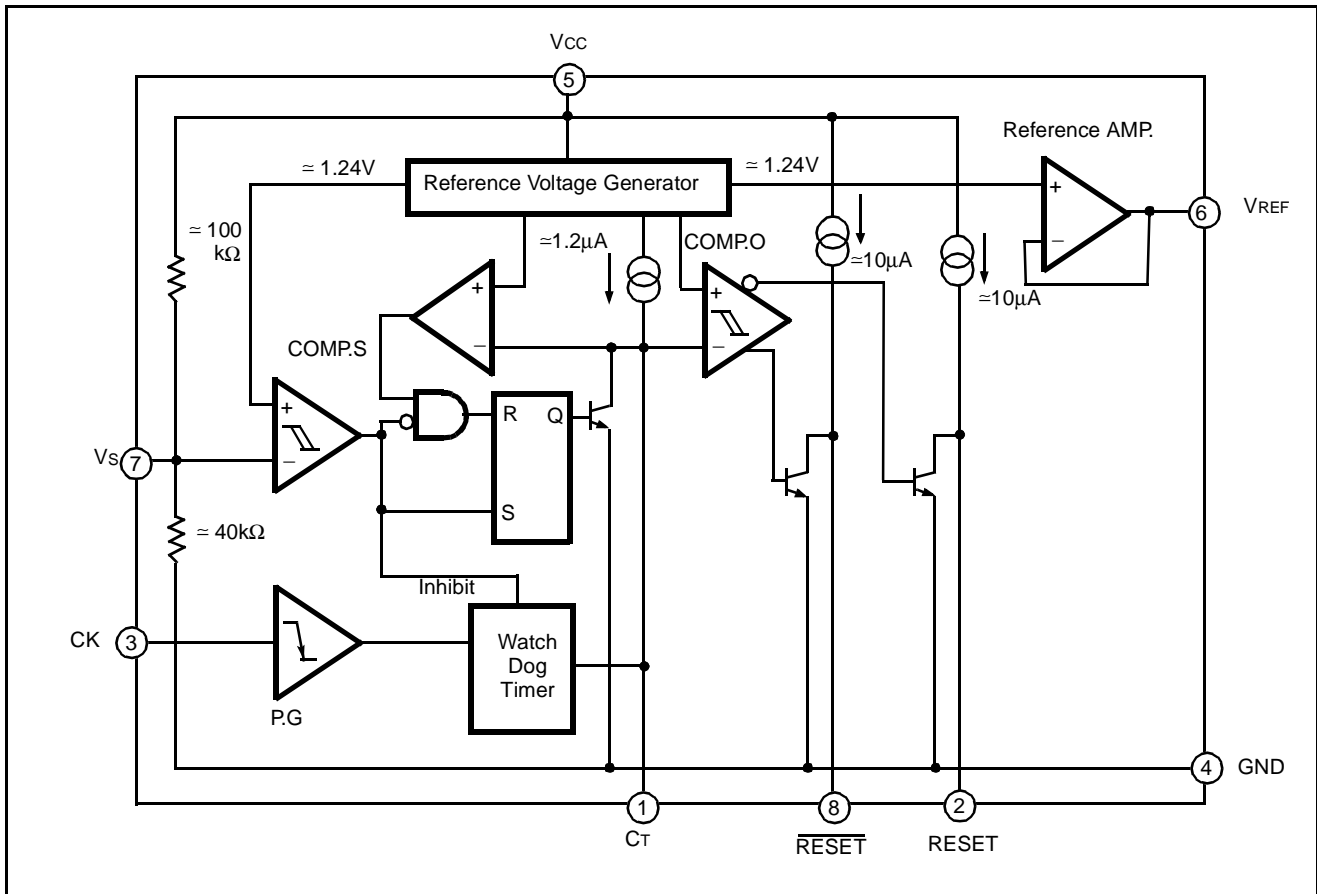 VCC
5
Reference AMP.
≃ 1.24V
Reference Voltage Generator
≃ 1.24V
+
−
6
VREF
≃ 100
kΩ
≃1.2μA
COMP.O
≃10μA
≃10μA
+
−
+
−
COMP.S
+
−
R
Q
S
VS
7
≃ 40kΩ
Inhibit
CK
3
Watch
Dog
Timer
P.G
4
GND
1
8
2
CT
RESET
RESET